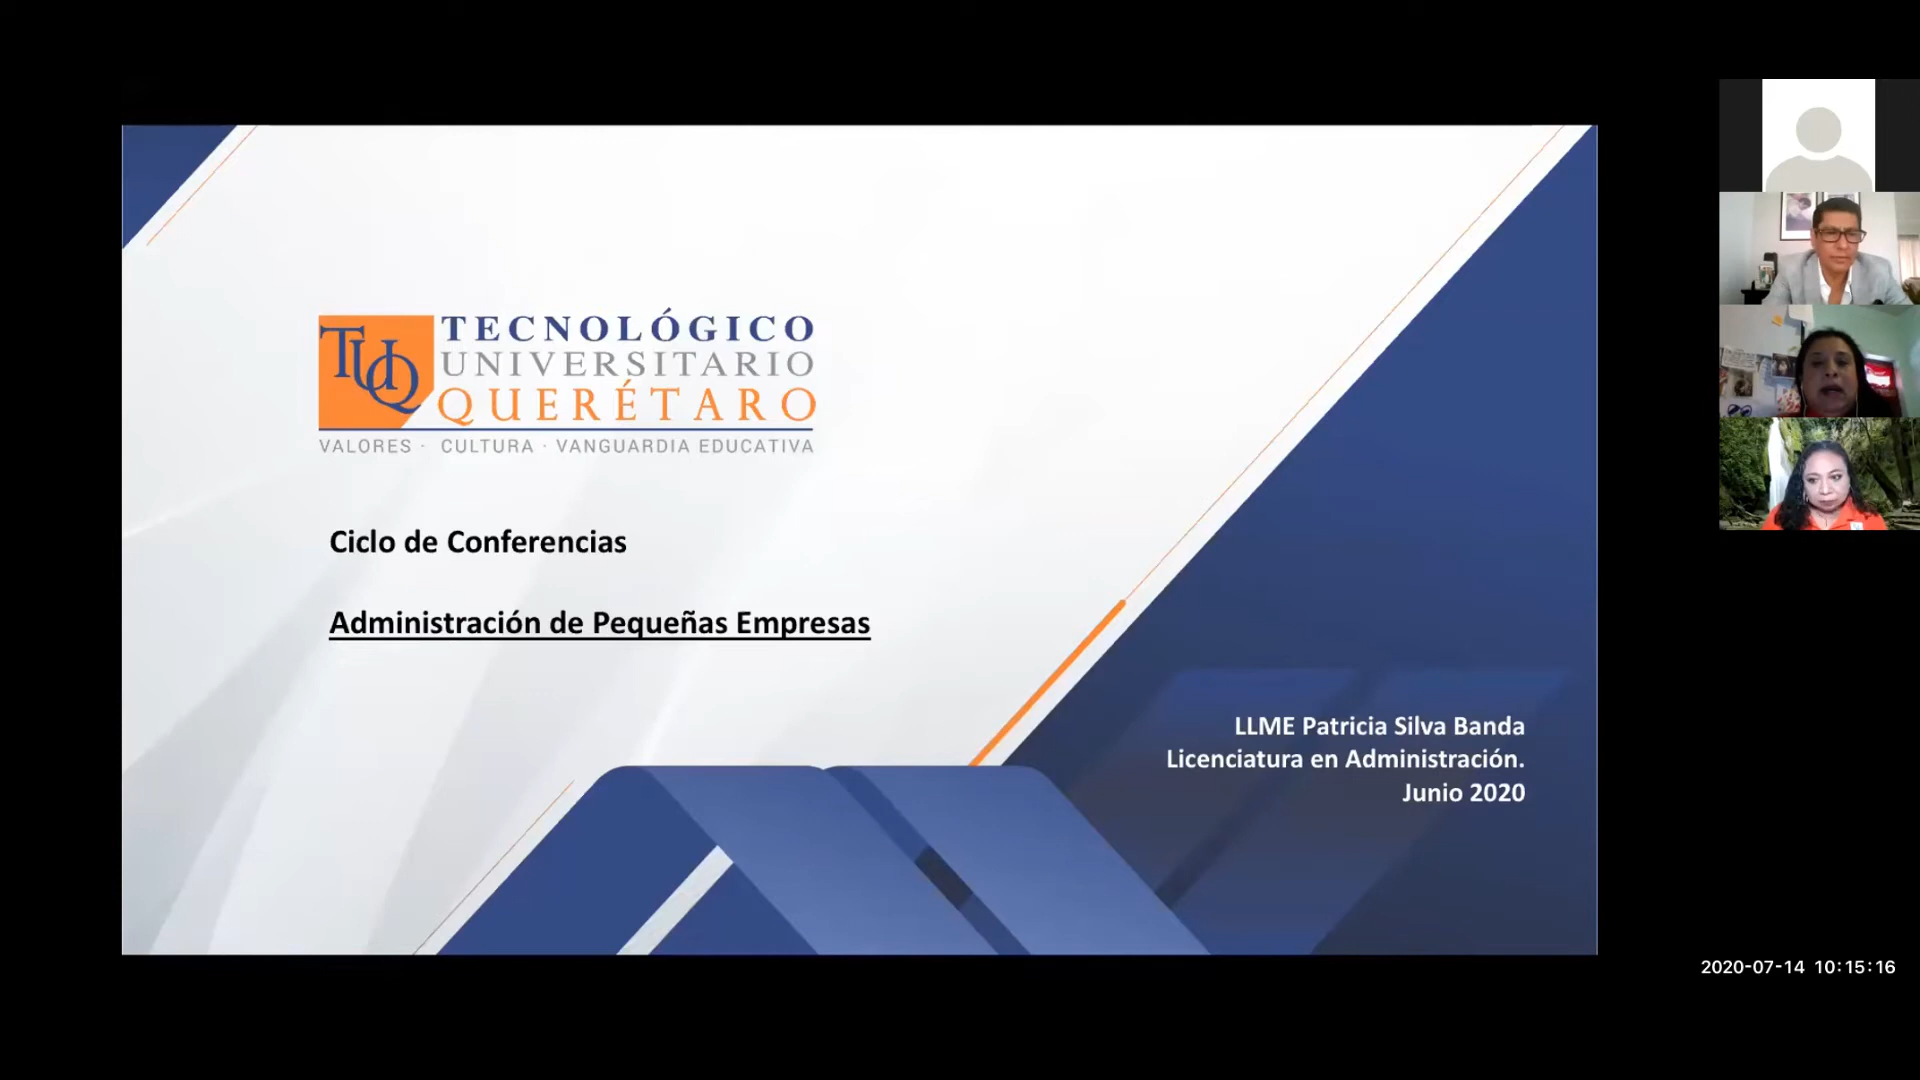 TUQ
TECNOLÓGICO
UNIVERSITARIO
QUERÉTARO
VALORES · CULTURA · VANGUARDIA EDUCATIVA
Ciclo de Conferencias
Administración de Pequeñas Empresas
LLME Patricia Silva Banda
Licenciatura en Administración.
Junio 2020
2020-07-14 10:15:16